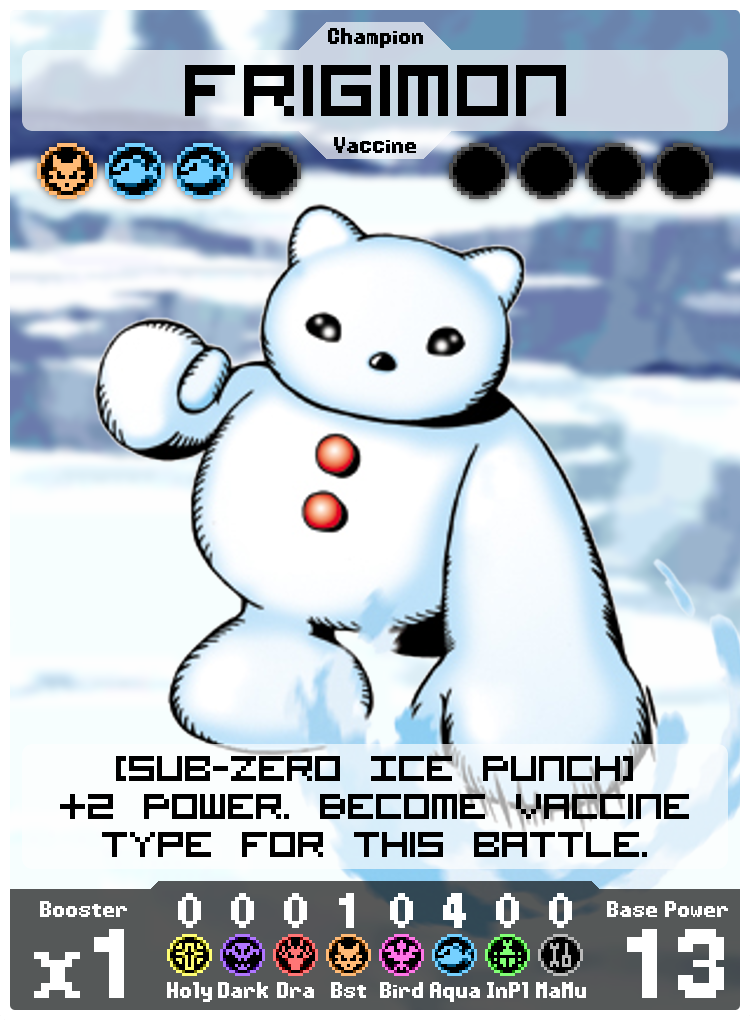 Champion
FRIGIMON
Vaccine
[SUB-ZERO ICE PUNCH]
+2 POWER. BECOME VACCINE
TYPE FOR THIS BATTLE.
Booster
x1
0 0 0 1 0 4 0 0
Holy Dark Dra Bst Bird Aqua InPl MaMu
Base Power
13